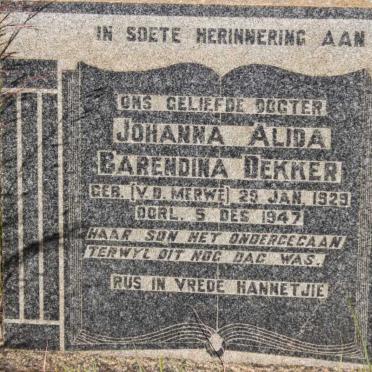 IN SOETE HERINNERING AAN
ONS GELIEFDE DOGTER
JOHANNA ALIDA
BARENDINA DEKKER
GEB. (V.D. MERWE) 29 JAN. 1929
OORL. 5 DES 1947
HAAR SON HET ONDERGEGAAN
TERWYL DIT NOG DAG WAS.
RUS IN VREDE HANNETJIE